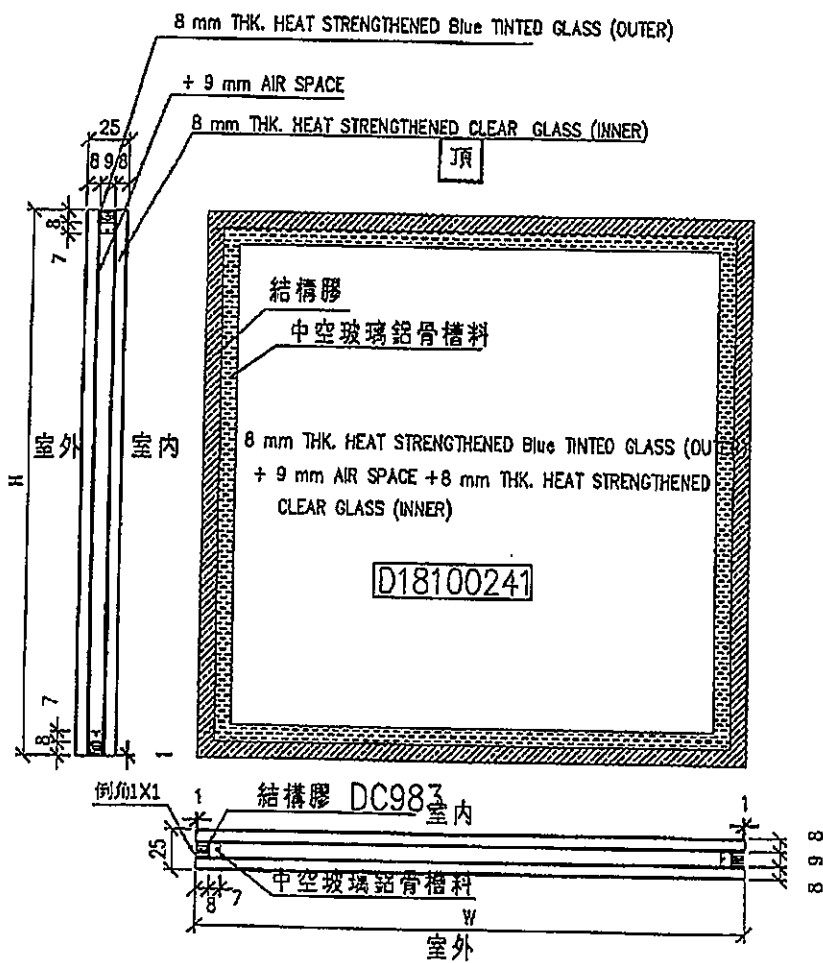 8 mm THK. HEAT STRENGTHENED Blue TINTED GLASS (OUTER)
+ 9 mm AIR SPACE
8 mm THK. HEAT STRENGTHENED CLEAR GLASS (INNER)
25
8 9 8
頂
8
7
結構膠
中空玻璃鋁骨槽料
H
室外
室内
8 mm THK. HEAT STRENGTHENED Blue TINTED GLASS (OUTER)
+ 9 mm AIR SPACE +8 mm THK. HEAT STRENGTHENED
CLEAR GLASS (INNER)
D18100241
7
8
1
倒角1X1
1
結構膠 DC983
室内
1
25
8
9
8
中空玻璃鋁骨槽料
8
7
W
室外